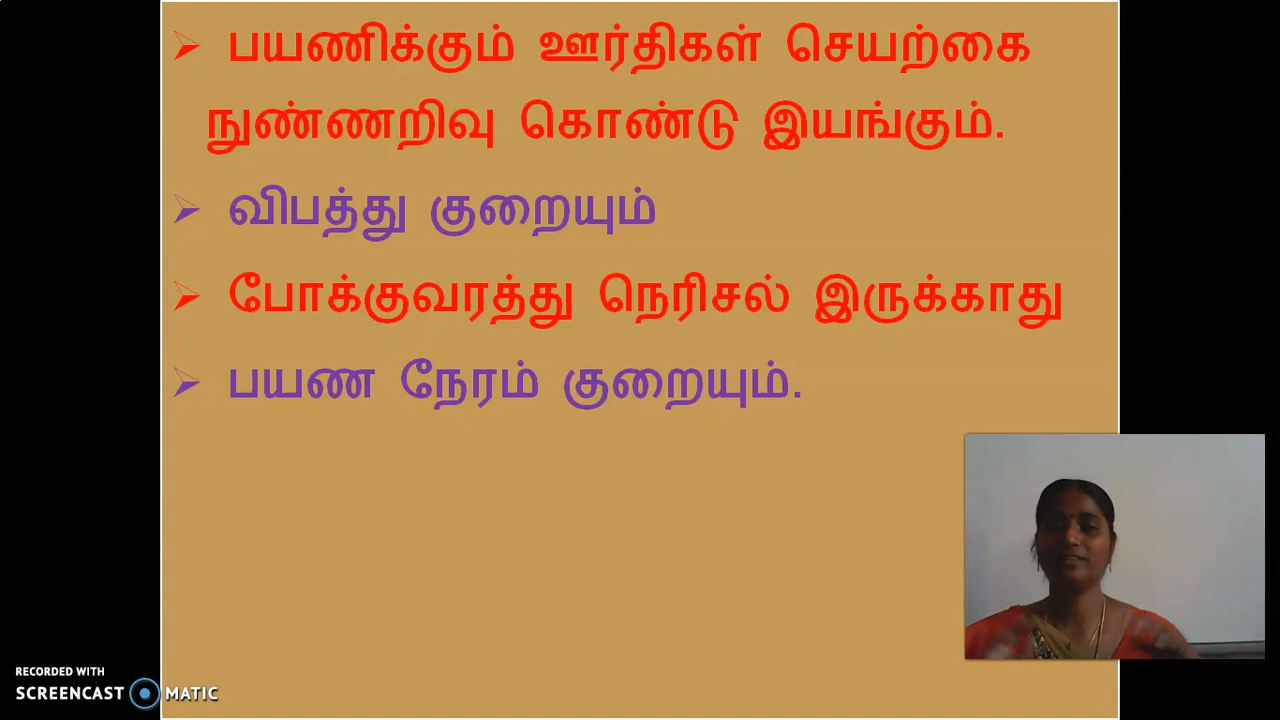 பயணிக்கும் ஊர்திகள் செயற்கை
நுண்ணறிவு கொண்டு இயங்கும்.
விபத்து குறையும்
போக்குவரத்து நெரிசல் இருக்காது
பயண நேரம் குறையும்.
RECORDED WITH
SCREENCAST MATIC